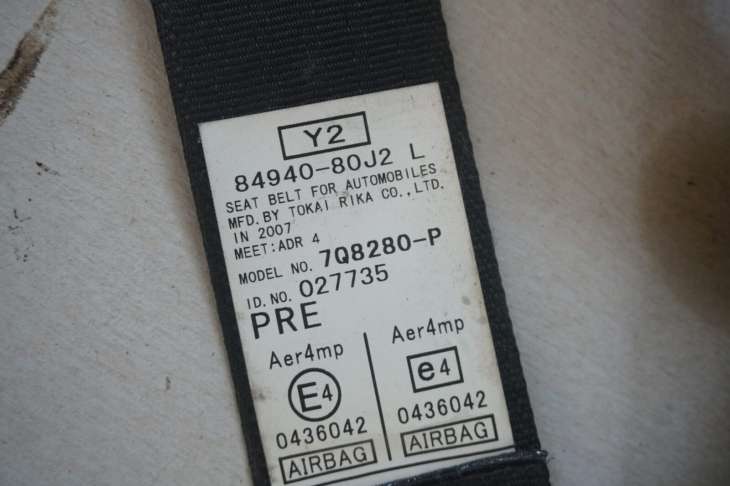 Y2
84940-80J2 L
SEAT BELT FOR AUTOMOBILES
MFD. BY TOKAI RIKA CO., LTD.
IN 2007
MEET: ADR 4
MODEL NO. 7Q8280-P
ID. NO. 027735
PRE
Aer4mp
E4
0436042
AIRBAG
Aer4mp
e4
0436042
AIRBAG